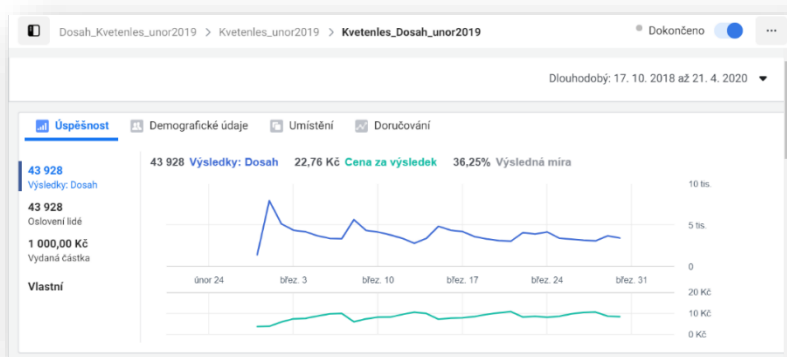 Dosah_Kvetenles_unor2019 > Kvetenles_unor2019 > Kvetenles_Dosah_unor2019
Dokončeno
Dlouhodobý: 17. 10. 2018 až 21. 4. 2020
Úspěšnost Demografické údaje Umístění Doručování
43 928
Výsledky: Dosah
43 928
Oslovení lidé
1 000,00 Kč
Vydaná částka
Vlastní
43 928 Výsledky: Dosah 22,76 Kč Cena za výsledek 36,25% Výsledná míra
10 tis.
5 tis.
0
únor 24 břez. 3 břez. 10 břez. 17 břez. 24 břez. 31
20 Kč
10 Kč
0 Kč